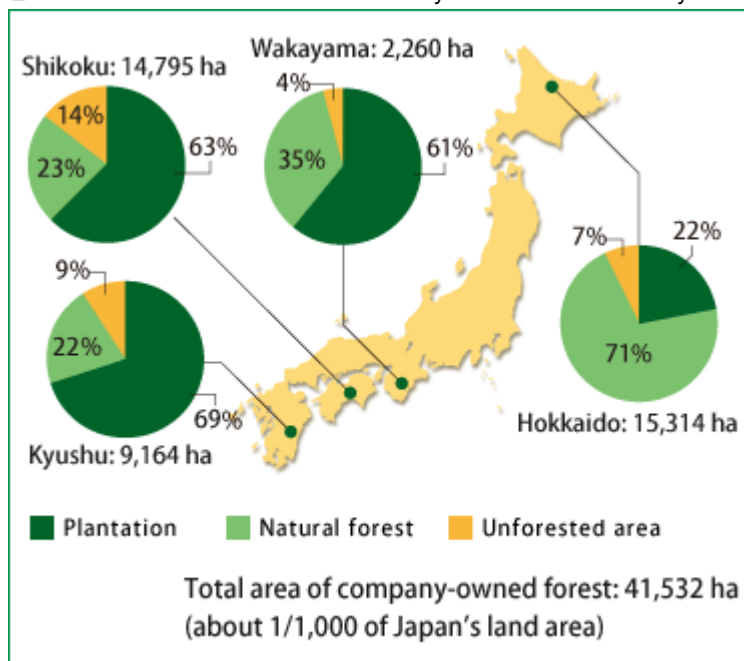 Shikoku: 14,795 ha
14%
23%
63%
Wakayama: 2,260 ha
4%
35%
61%
9%
22%
69%
Kyushu: 9,164 ha
7%
22%
71%
Hokkaido: 15,314 ha
Plantation
Natural forest
Unforested area
Total area of company-owned forest: 41,532 ha
(about 1/1,000 of Japan's land area)